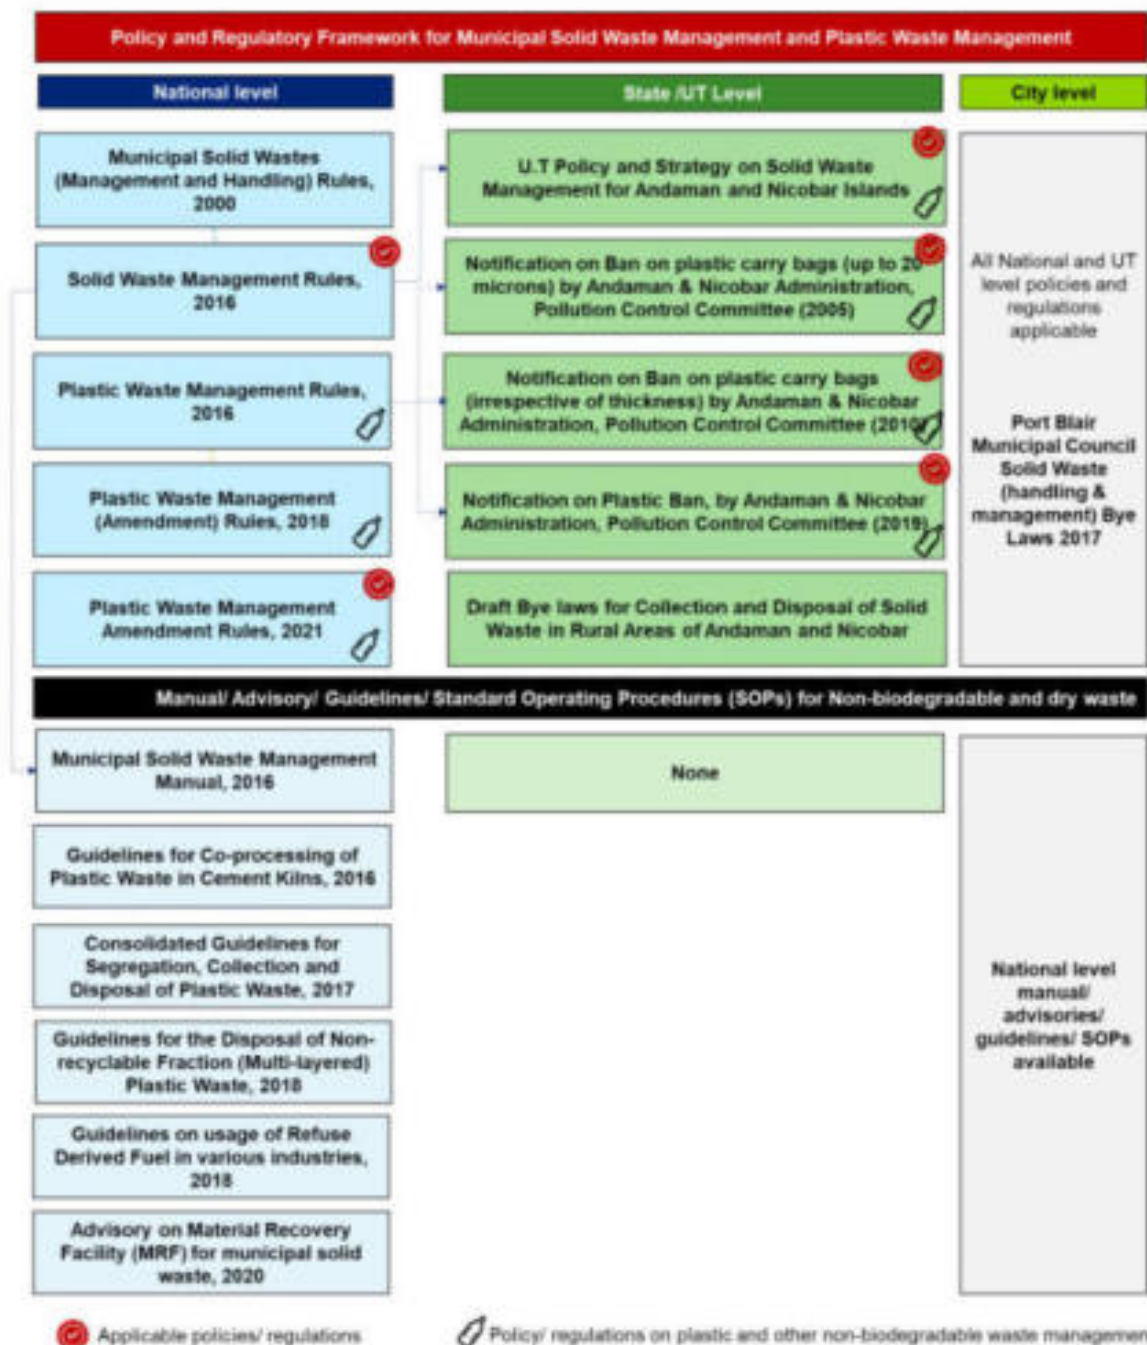 Policy and Regulatory Framework for Municipal Solid Waste Management and Plastic Waste Management
National level
State /UT Level
City level
Municipal Solid Wastes
(Management and Handling) Rules,
2000
Solid Waste Management Rules,
2016
Plastic Waste Management Rules,
2016
Plastic Waste Management
(Amendment) Rules, 2018
Plastic Waste Management
Amendment Rules, 2021
U.T Policy and Strategy on Solid Waste
Management for Andaman and Nicobar Islands
Notification on Ban on plastic carry bags (up to 20
microns) by Andaman & Nicobar Administration,
Pollution Control Committee (2005)
Notification on Ban on plastic carry bags
(irrespective of thickness) by Andaman & Nicobar
Administration, Pollution Control Committee (2010)
Notification on Plastic Ban, by Andaman & Nicobar
Administration, Pollution Control Committee (2019)
Draft Bye laws for Collection and Disposal of Solid
Waste in Rural Areas of Andaman and Nicobar
All National and UT
level policies and
regulations
applicable
Port Blair
Municipal Council
Solid Waste
(handling &
management) Bye
Laws 2017
Manual/ Advisory/ Guidelines/ Standard Operating Procedures (SOPs) for Non-biodegradable and dry waste
Municipal Solid Waste Management
Manual, 2016
Guidelines for Co-processing of
Plastic Waste in Cement Kilns, 2016
Consolidated Guidelines for
Segregation, Collection and
Disposal of Plastic Waste, 2017
Guidelines for the Disposal of Non-
recyclable Fraction (Multi-layered)
Plastic Waste, 2018
Guidelines on usage of Refuse
Derived Fuel in various industries,
2018
Advisory on Material Recovery
Facility (MRF) for municipal solid
waste, 2020
None
National level
manual/
advisories/
guidelines/ SOPs
available
Applicable policies/ regulations
Policy/ regulations on plastic and other non-biodegradable waste management